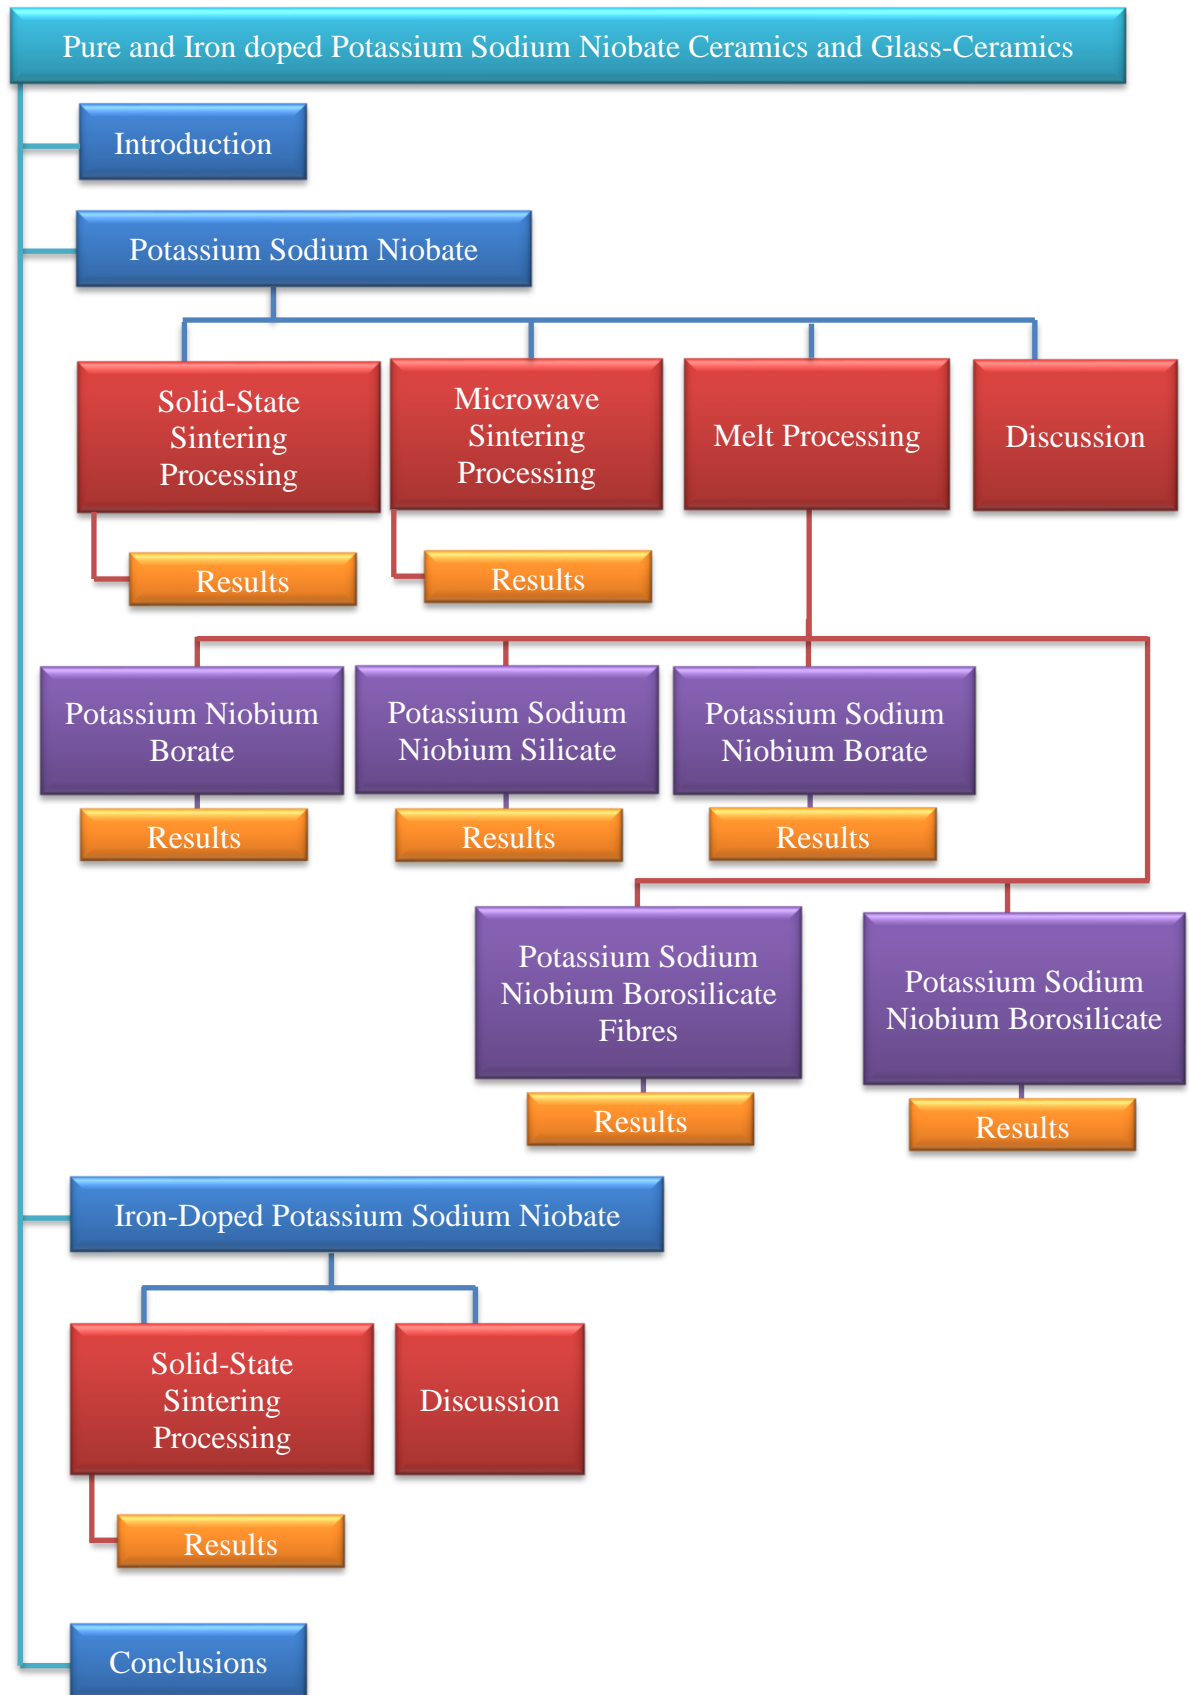 Pure and Iron doped Potassium Sodium Niobate Ceramics and Glass-Ceramics
Introduction
Potassium Sodium Niobate
Solid-State
Sintering
Processing
Microwave
Sintering
Processing
Melt Processing
Discussion
Results
Results
Potassium Niobium
Borate
Potassium Sodium
Niobium Silicate
Potassium Sodium
Niobium Borate
Results
Results
Results
Potassium Sodium
Niobium Borosilicate
Fibres
Potassium Sodium
Niobium Borosilicate
Results
Results
Iron-Doped Potassium Sodium Niobate
Solid-State
Sintering
Processing
Discussion
Results
Conclusions